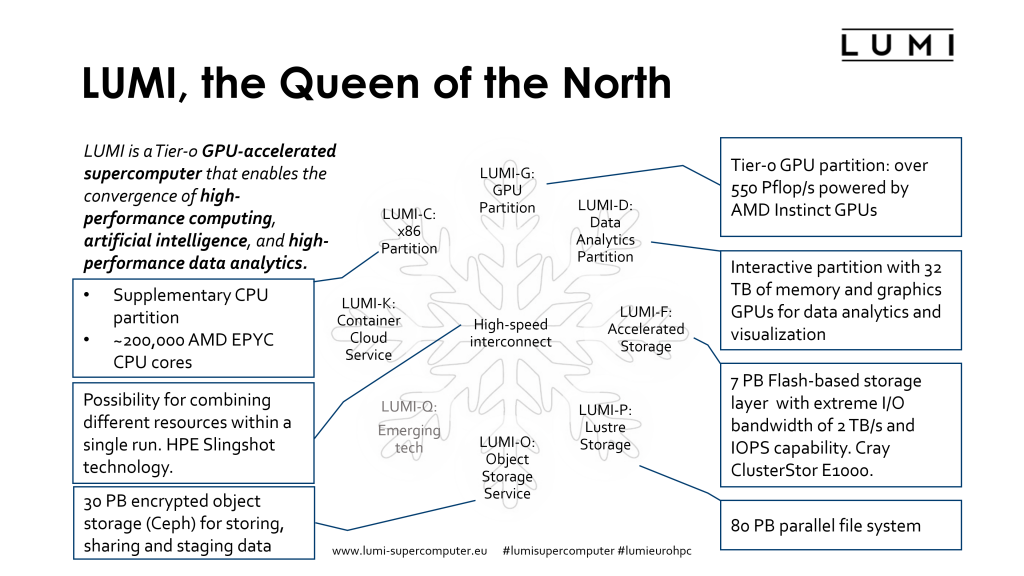 LUMI
LUMI, the Queen of the North
LUMI is a Tier-0 GPU-accelerated
supercomputer that enables the
convergence of high-
performance computing,
artificial intelligence, and high-
performance data analytics.
• Supplementary CPU
partition
• ~200,000 AMD EPYC
CPU cores
Possibility for combining
different resources within a
single run. HPE Slingshot
technology.
30 PB encrypted object
storage (Ceph) for storing,
sharing and staging data
LUMI-G:
GPU
Partition
LUMI-C:
x86
Partition
LUMI-D:
Data
Analytics
Partition
LUMI-K:
Container
Cloud
Service
High-speed
interconnect
LUMI-F:
Accelerated
Storage
LUMI-Q:
Emerging
tech
LUMI-P:
Lustre
Storage
LUMI-O:
Object
Storage
Service
Tier-0 GPU partition: over
550 Pflop/s powered by
AMD Instinct GPUs
Interactive partition with 32
TB of memory and graphics
GPUs for data analytics and
visualization
7 PB Flash-based storage
layer with extreme I/O
bandwidth of 2 TB/s and
IOPS capability. Cray
ClusterStor E1000.
80 PB parallel file system
www.lumi-supercomputer.eu #lumisupercomputer #lumieurohpc